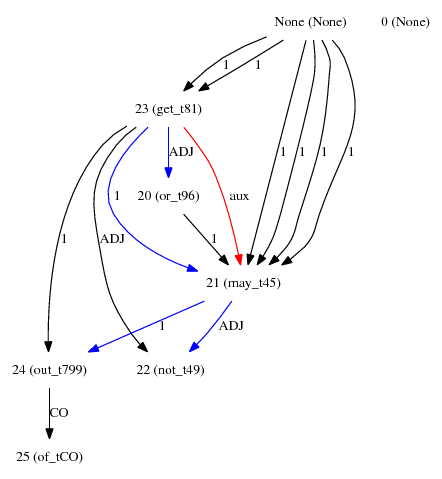 None (None) 0 (None)
1 1
23 (get_t81)
ADJ 1 1 1 1
20 (or_t96)
1 aux
1 ADJ 1
21 (may_t45)
1 ADJ
24 (out_t799) 22 (not_t49)
CO
25 (of_tCO)